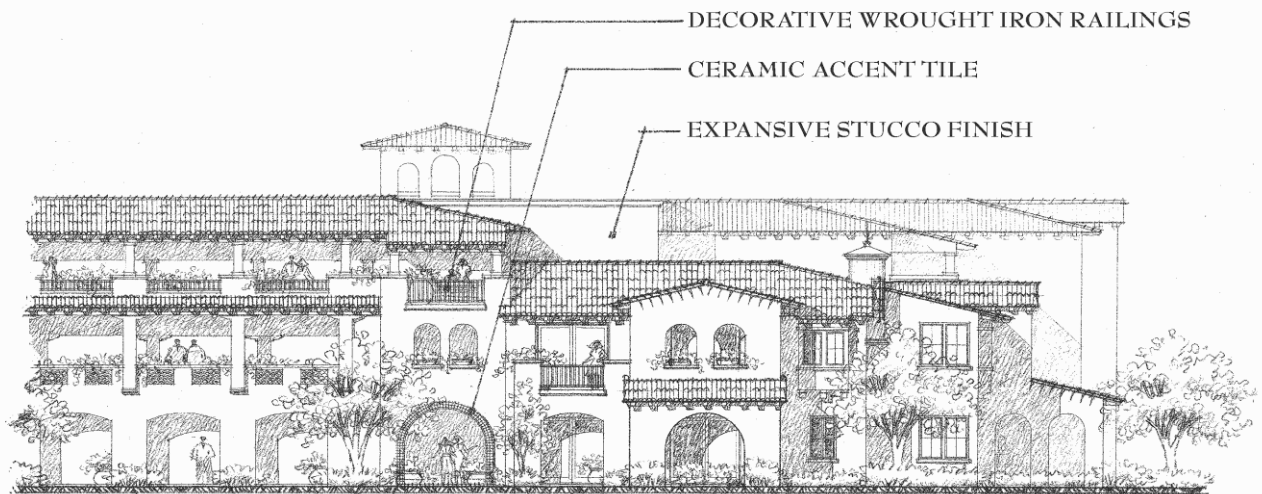 DECORATIVE WROUGHT IRON RAILINGS
CERAMIC ACCENT TILE
EXPANSIVE STUCCO FINISH